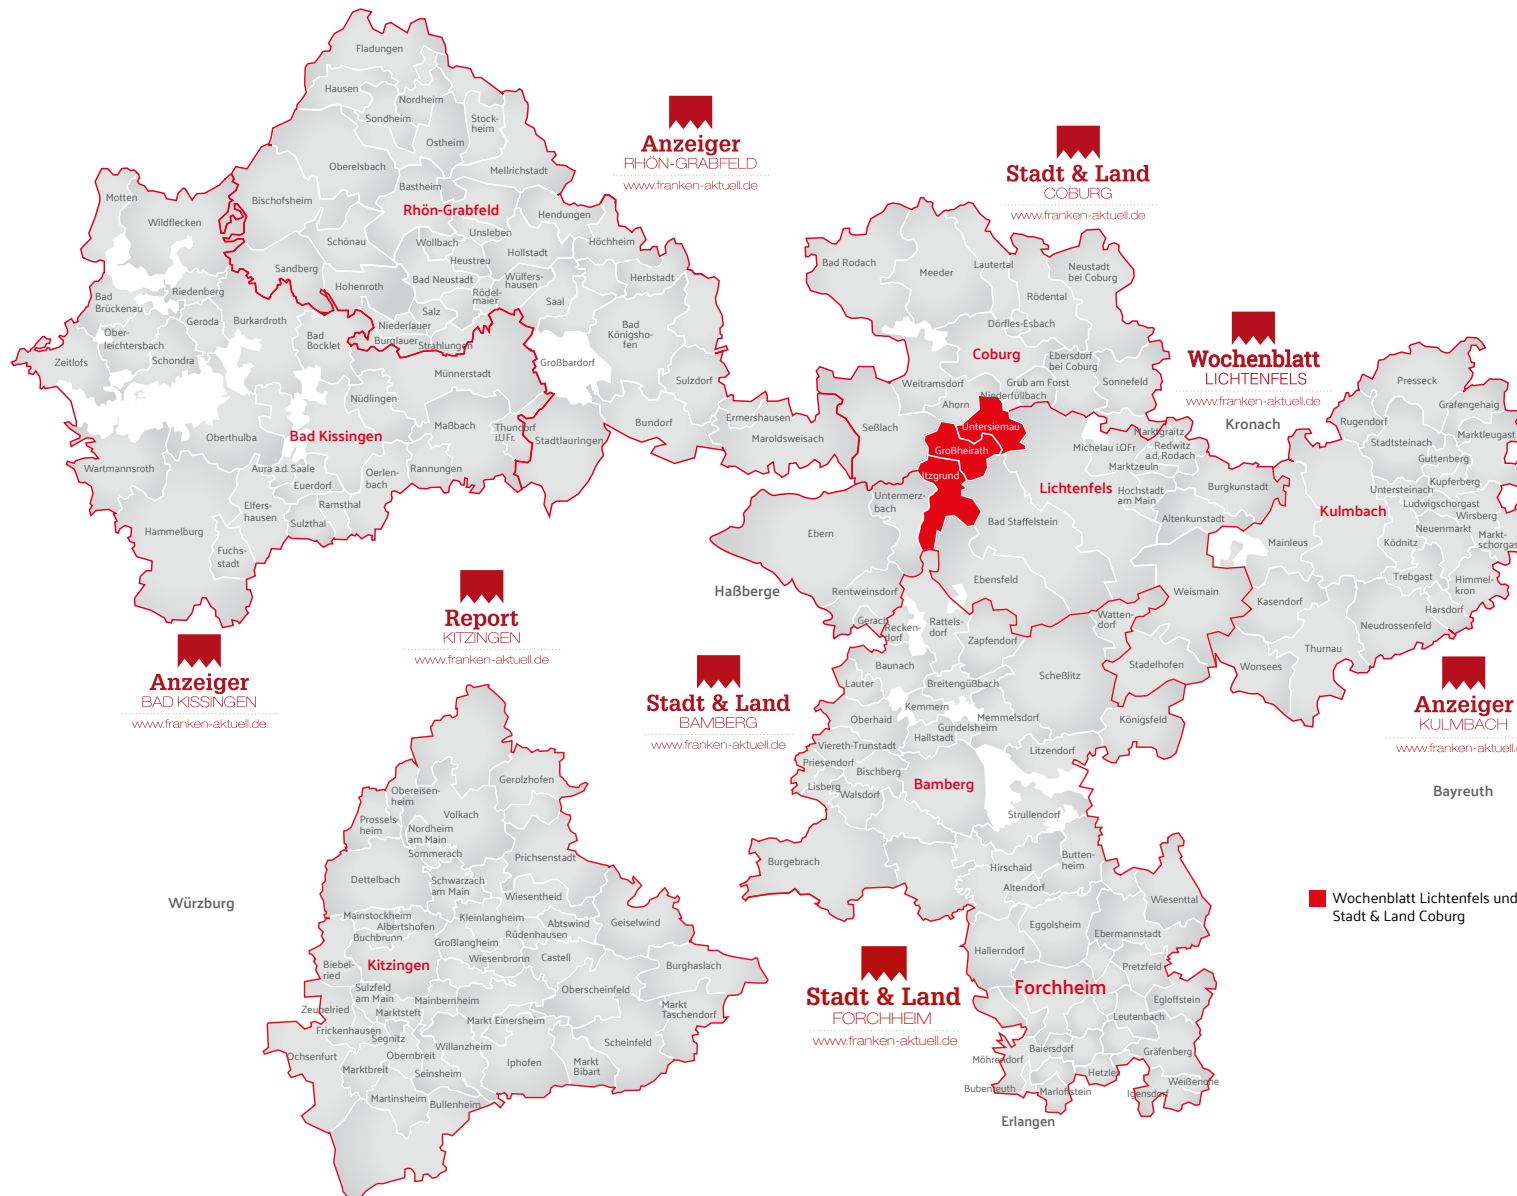 Fladungen
Hausen
Nordheim
Sondheim
Stock-
heim
Ostheim
Oberelsbach
Mellrichstadt
Bastheim
Bischofsheim
Rhön-Grabfeld
Hendungen
Unsleben
Schönau
Wollbach
Hollstadt
Höchheim
Heustreu
Sandberg
Bad Neustadt
Wülfers-
hausen
Herbstadt
Hohenroth
Rödel-
maier
Saal
Salz
Niederlauer
Burglauer
Strahlungen
Bad
Königsho-
fen
Großbardorf
Sulzdorf
Motten
Wildflecken
Riedenberg
Bad
Brückenau
Geroda
Burkardroth
Ober-
leichtersbach
Bad
Bocklet
Zeitlofs
Schondra
Münnerstadt
Nüdlingen
Oberthulba
Bad Kissingen
Maßbach
Thundorf
i.U.Fr.
Stadtlauringen
Bundorf
Ermershausen
Maroldsweisach
Wartmannsroth
Aura a.d. Saale
Oerlen-
bach
Rannungen
Euerdorf
Elfers-
hausen
Ramsthal
Sulzthal
Hammelburg
Fuchs-
stadt
Anzeiger
RHÖN-GRABFELD
www.franken-aktuell.de
Stadt & Land
COBURG
www.franken-aktuell.de
Wochenblatt
LICHTENFELS
www.franken-aktuell.de
Kronach
Bad Rodach
Meeder
Lautertal
Neustadt
bei Coburg
Rödental
Dörfles-Esbach
Coburg
Ebersdorf
bei Coburg
Weitramsdorf
Grub am Forst
Sonnefeld
Niederfüllbach
Ahorn
Seßlach
Untersiemau
Großheirath
Itzgrund
Michelau i.OFr
Marktgraitz
Redwitz
a.d. Rodach
Marktzeuln
Lichtenfels
Hochstadt
am Main
Burgkunstadt
Untermerz-
bach
Bad Staffelstein
Altenkunstadt
Ebern
Ebensfeld
Weismain
Haßberge
Rentweinsdorf
Gerach
Presseck
Grafengehaig
Rugendorf
Marktleugast
Stadtsteinach
Guttenberg
Kupferberg
Untersteinach
Ludwigschorgast
Kulmbach
Wirsberg
Neuenmarkt
Mainleus
Ködnitz
Markt-
schorgas
Trebgast
Himmel-
kron
Kasendorf
Harsdorf
Neudrossenfeld
Thurnau
Wonsees
Anzeiger
KULMBACH
www.franken-aktuell.d
Bayreuth
Anzeiger
BAD KISSINGEN
www.franken-aktuell.de
Report
KITZINGEN
www.franken-aktuell.de
Stadt & Land
BAMBERG
www.franken-aktuell.de
Recken-
dorf
Rattels-
dorf
Zapfendorf
Watten-
dorf
Baunach
Stadelhofen
Scheßlitz
Lauter
Breitengüßbach
Kemmern
Oberhaid
Memmelsdorf
Königsfeld
Gundelsheim
Hallstadt
Viereth-Trunstadt
Litzendorf
Priesendorf
Bischberg
Lisberg
Walsdorf
Bamberg
Strullendorf
Burgebrach
Hirschaid
Butten-
heim
Altendorf
Wiesenttal
Eggolsheim
Ebermannstadt
Hallerndorf
Pretzfeld
Forchheim
Egloffstein
Leutenbach
Baiersdorf
Gräfenberg
Möhrendorf
Hetzles
Bubenreuth
Marloffstein
Igensdorf
Weißenohe
Erlangen
Stadt & Land
FORCHHEIM
www.franken-aktuell.de
Wochenblatt Lichtenfels und
Stadt & Land Coburg
Würzburg
Gerolzhofen
Obereisen-
heim
Prossels-
heim
Volkach
Nordheim
am Main
Sommerach
Prichsenstadt
Dettelbach
Schwarzach
am Main
Wiesentheid
Mainstockheim
Kleinlangheim
Albertshofen
Abtswind
Geiselwind
Rüdenhausen
Buchbrunn
Großlangheim
Wiesenbronn
Castell
Biebel-
ried
Kitzingen
Burghaslach
Sulzfeld
am Main
Oberscheinfeld
Mainbernheim
Markt
Taschendorf
Zeubelried
Marktsteft
Markt Einersheim
Frickenhausen
Segnitz
Scheinfeld
Willanzheim
Ochsenfurt
Obernbreit
Iphofen
Markt
Bibart
Marktbreit
Seinsheim
Martinsheim
Bullenheim